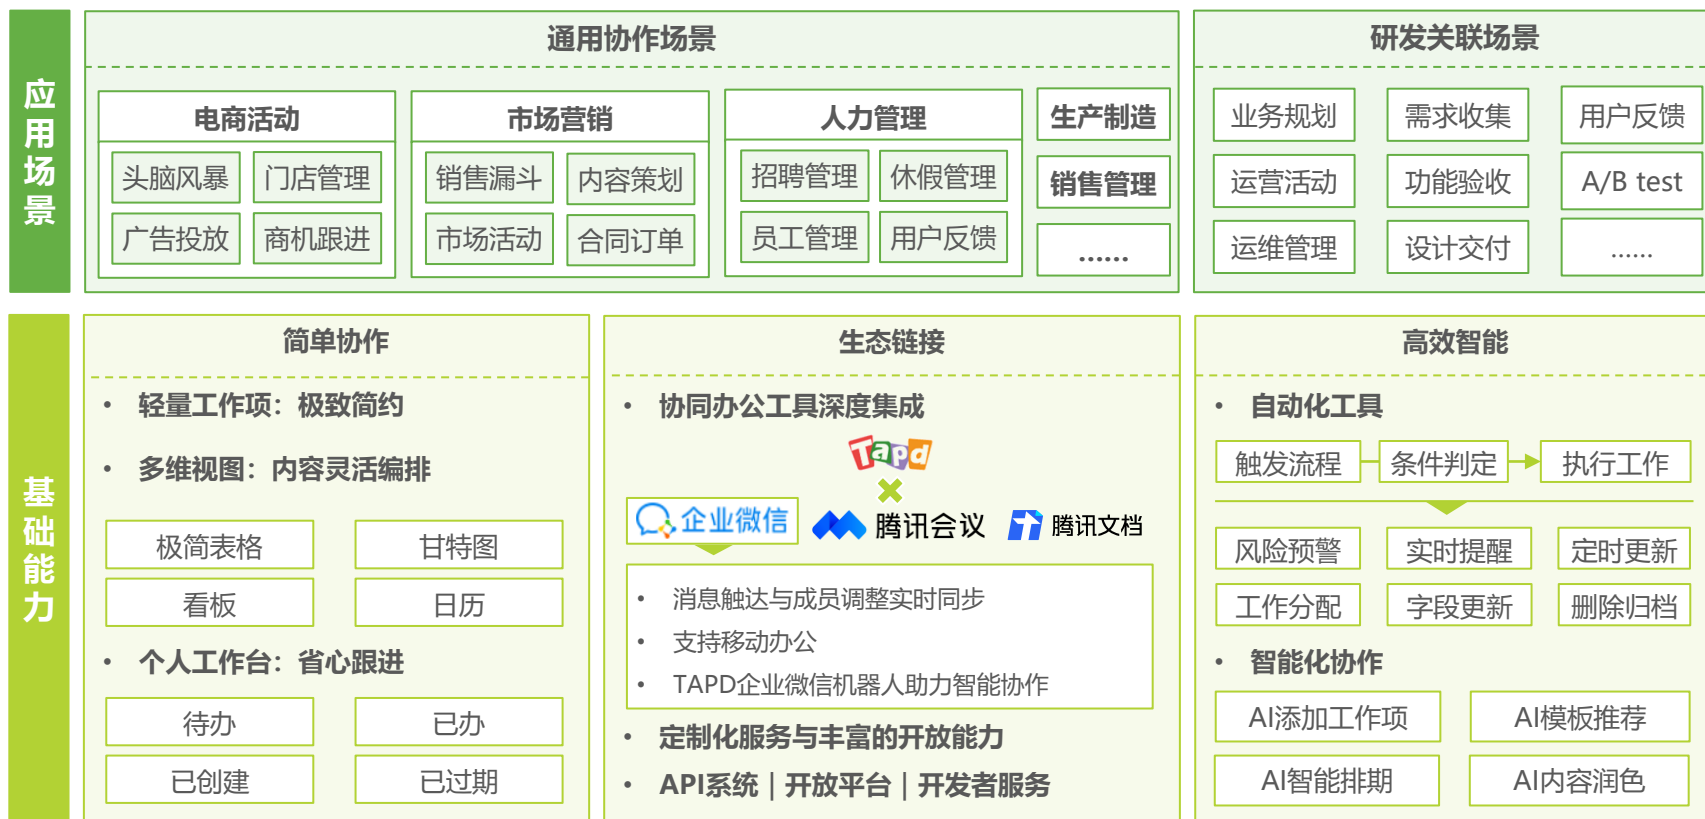 应用场景
通用协作场景
电商活动
头脑风暴 门店管理
广告投放 商机跟进
市场营销
销售漏斗 内容策划
市场活动 合同订单
人力管理
招聘管理 休假管理
员工管理 用户反馈
生产制造
销售管理
......
研发关联场景
业务规划 需求收集 用户反馈
运营活动 功能验收 A/B test
运维管理 设计交付 ......
基础能力
简单协作
• 轻量工作项：极致简约
• 多维视图：内容灵活编排
极简表格 甘特图
看板 日历
• 个人工作台：省心跟进
待办 已办
已创建 已过期
生态链接
• 协同办公工具深度集成
Tapd
企业微信 腾讯会议 腾讯文档
• 消息触达与成员调整实时同步
• 支持移动办公
• TAPD企业微信机器人助力智能协作
• 定制化服务与丰富的开放能力
• API系统｜开放平台｜开发者服务
高效智能
• 自动化工具
触发流程 条件判定 执行工作
风险预警 实时提醒 定时更新
工作分配 字段更新 删除归档
• 智能化协作
AI添加工作项 AI模板推荐
AI智能排期 AI内容润色